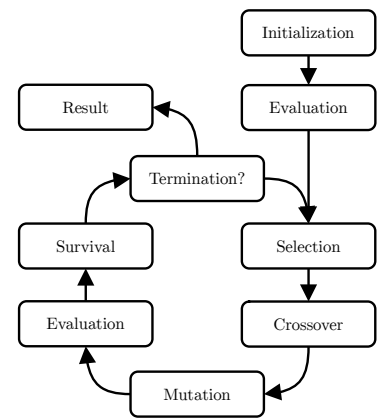 Initialization
Result
Evaluation
Termination?
Survival
Selection
Evaluation
Crossover
Mutation